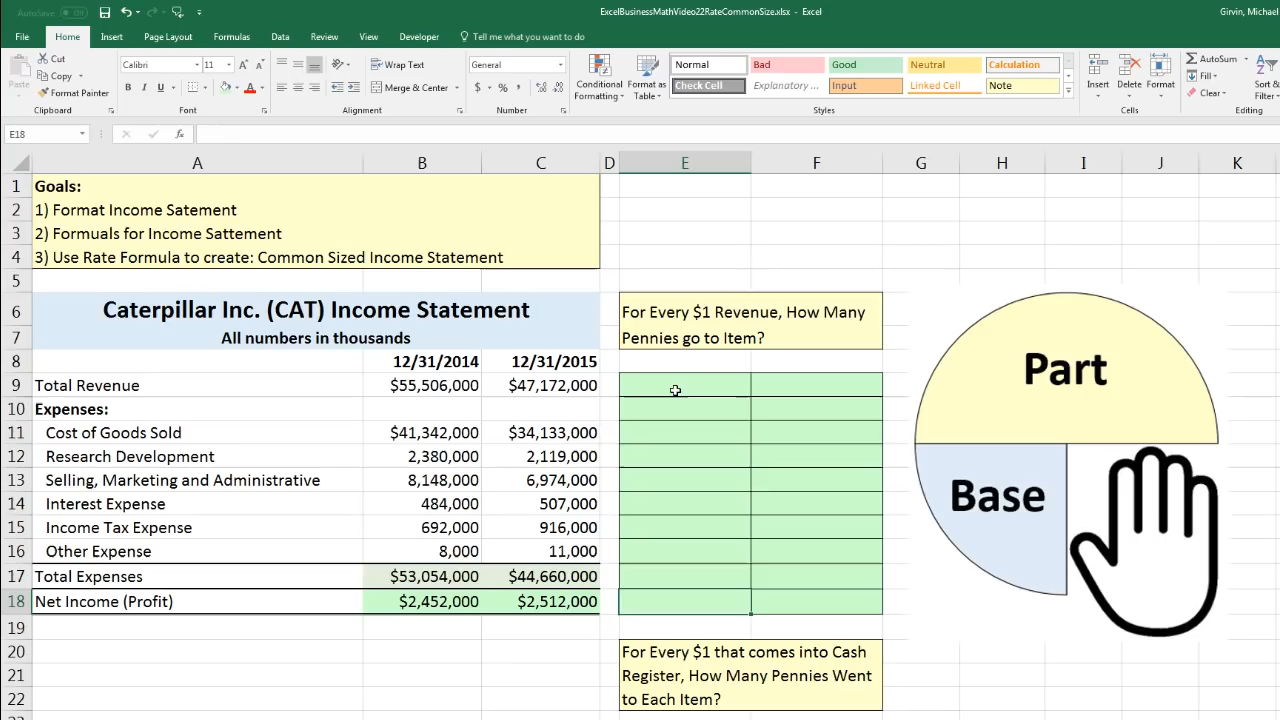 AutoSave Off
ExcelBusinessMathVideo22RateCommonSize.xlsx - Excel
Girvin, Michael
File Home Insert Page Layout Formulas Data Review View Developer Tell me what you want to do
Cut
Copy
Format Painter
Paste
Clipboard
Calibri 11
B I U
Font
Wrap Text
Merge & Center
Alignment
General
$ % ,
Number
Conditional Formatting
Format as Table
Normal Bad Good Neutral Calculation
Check Cell Explanatory ... Input Linked Cell Note
Styles
Insert Delete Format
Cells
AutoSum
Fill
Clear
Sort & Filter
Editing
E18 fx
A B C D E F G H I J K
1 Goals:
2 1) Format Income Satement
3 2) Formuals for Income Sattement
4 3) Use Rate Formula to create: Common Sized Income Statement
5
6 Caterpillar Inc. (CAT) Income Statement For Every $1 Revenue, How Many
7 All numbers in thousands Pennies go to Item?
8 12/31/2014 12/31/2015
9 Total Revenue $55,506,000 $47,172,000
10 Expenses:
11 Cost of Goods Sold $41,342,000 $34,133,000
12 Research Development 2,380,000 2,119,000
13 Selling, Marketing and Administrative 8,148,000 6,974,000
14 Interest Expense 484,000 507,000
15 Income Tax Expense 692,000 916,000
16 Other Expense 8,000 11,000
17 Total Expenses $53,054,000 $44,660,000
18 Net Income (Profit) $2,452,000 $2,512,000
19
20 For Every $1 that comes into Cash
21 Register, How Many Pennies Went
22 to Each Item?
Part
Base